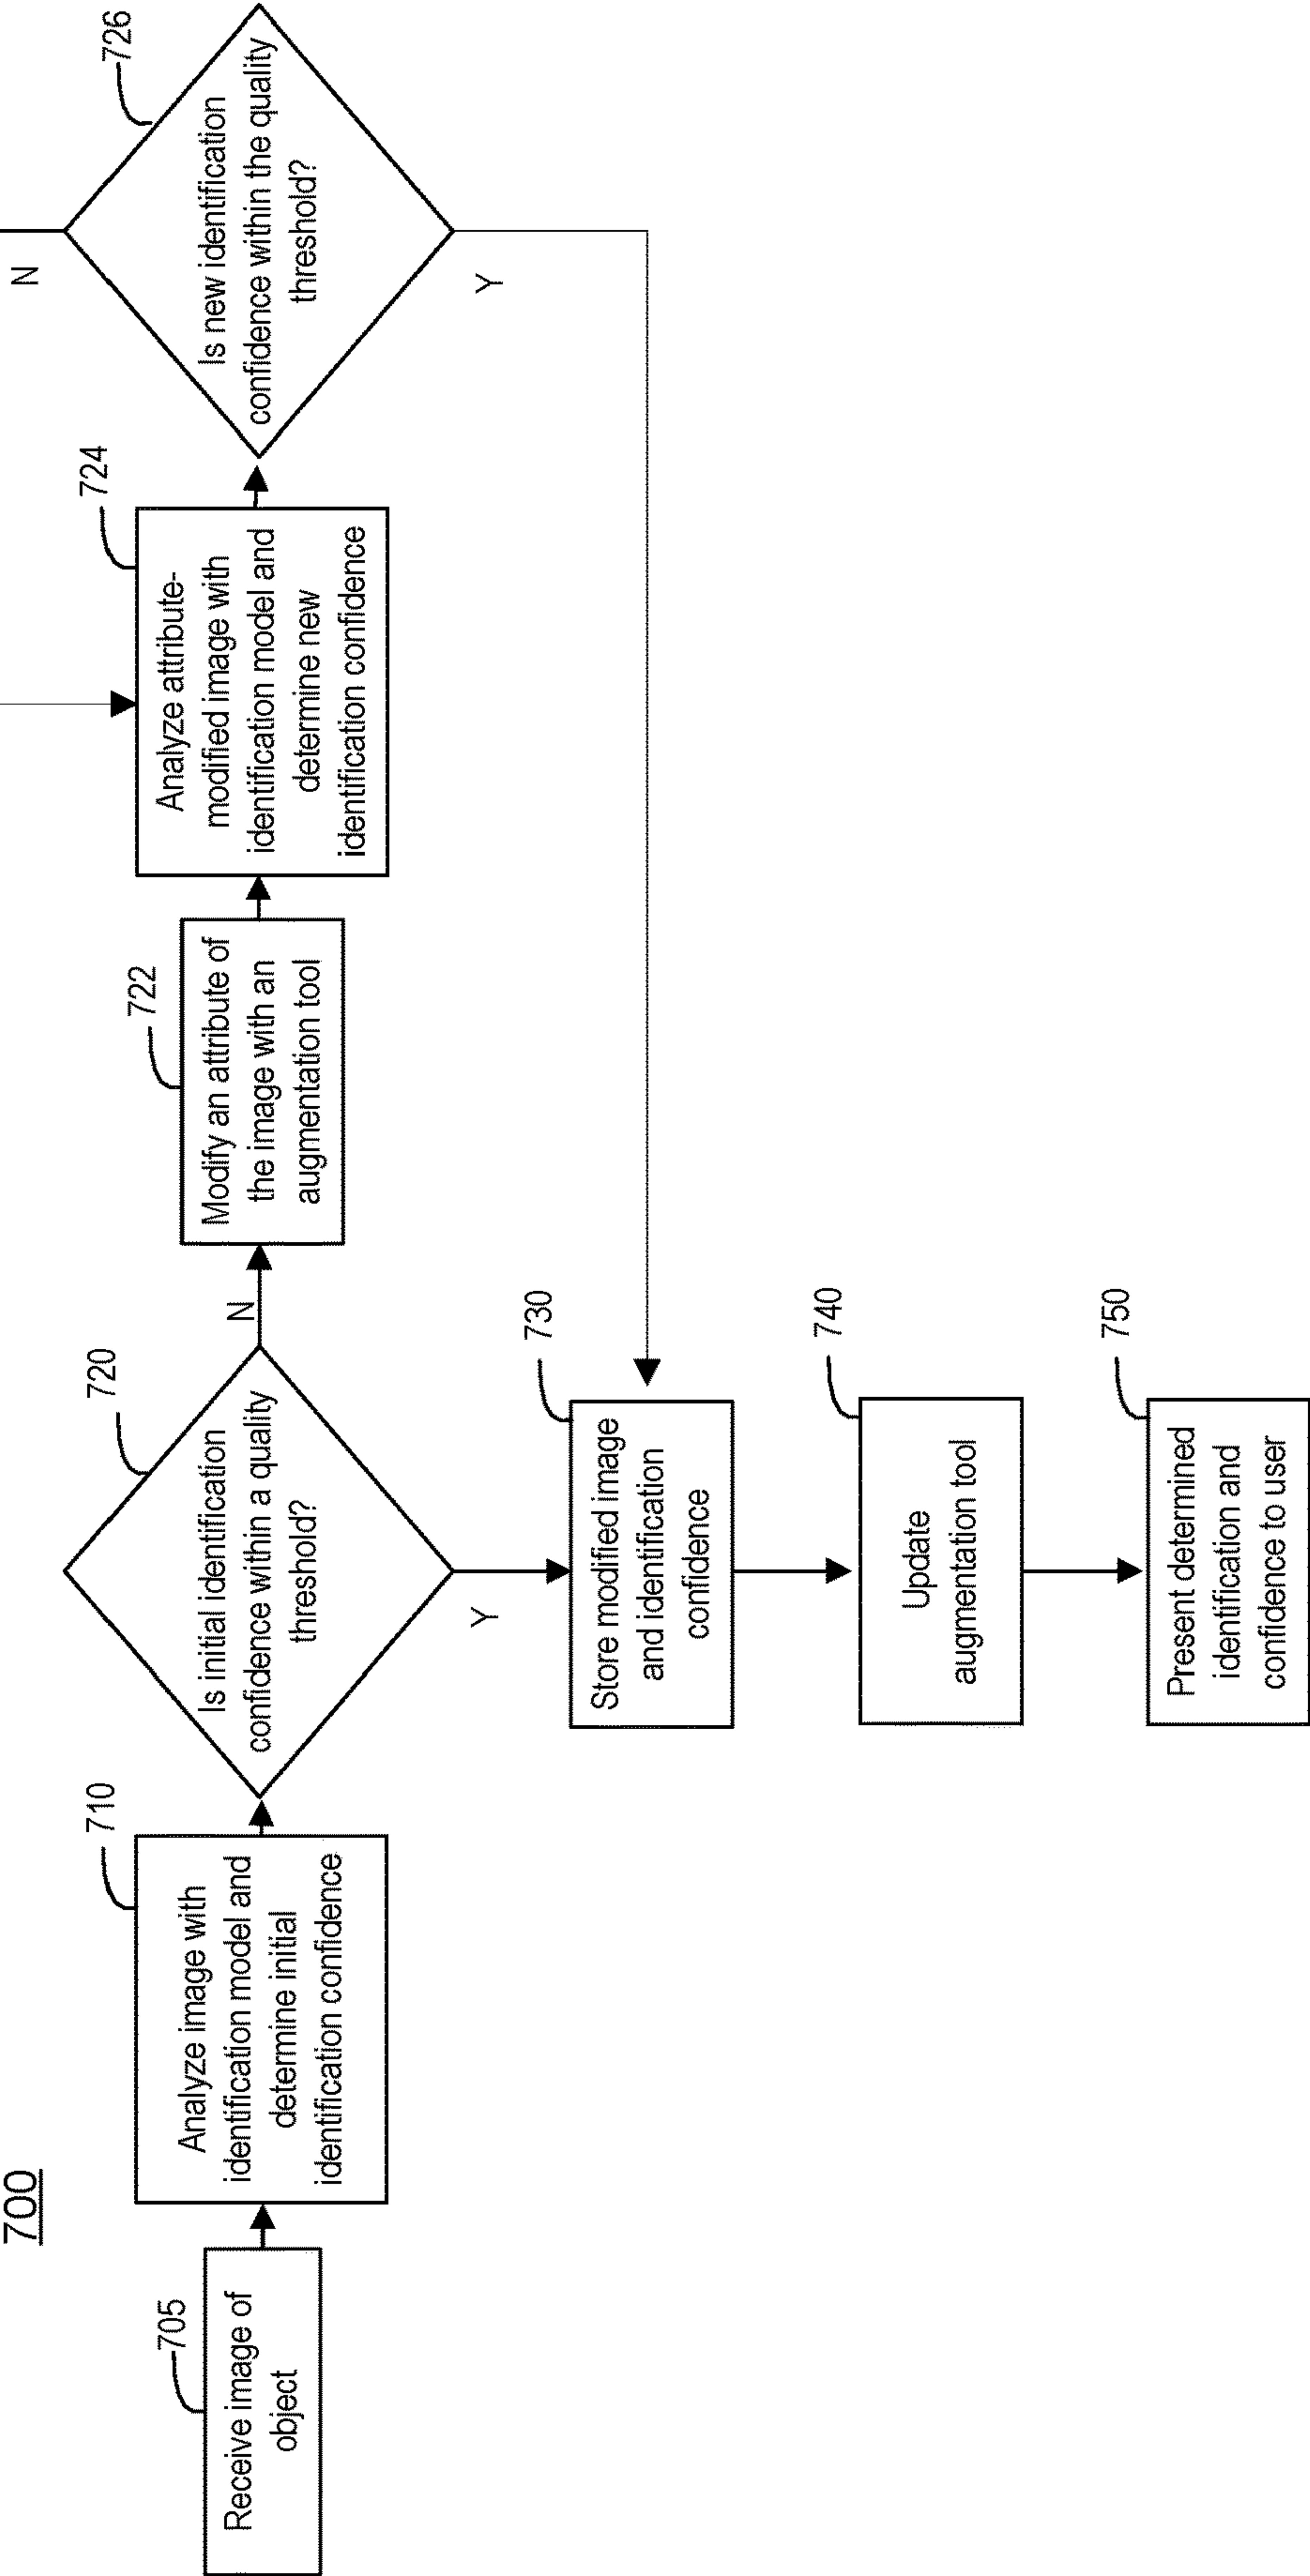 700
705
Receive image of
object
710
Analyze image with
identification model and
determine initial
identification confidence
720
Is initial identification
confidence within a quality
threshold?
N
Y
722
Modify an attribute of
the image with an
augmentation tool
724
Analyze attribute-
modified image with
identification model and
determine new
identification confidence
726
Is new identification
confidence within the quality
threshold?
N
Y
730
Store modified image
and identification
confidence
740
Update
augmentation tool
750
Present determined
identification and
confidence to user